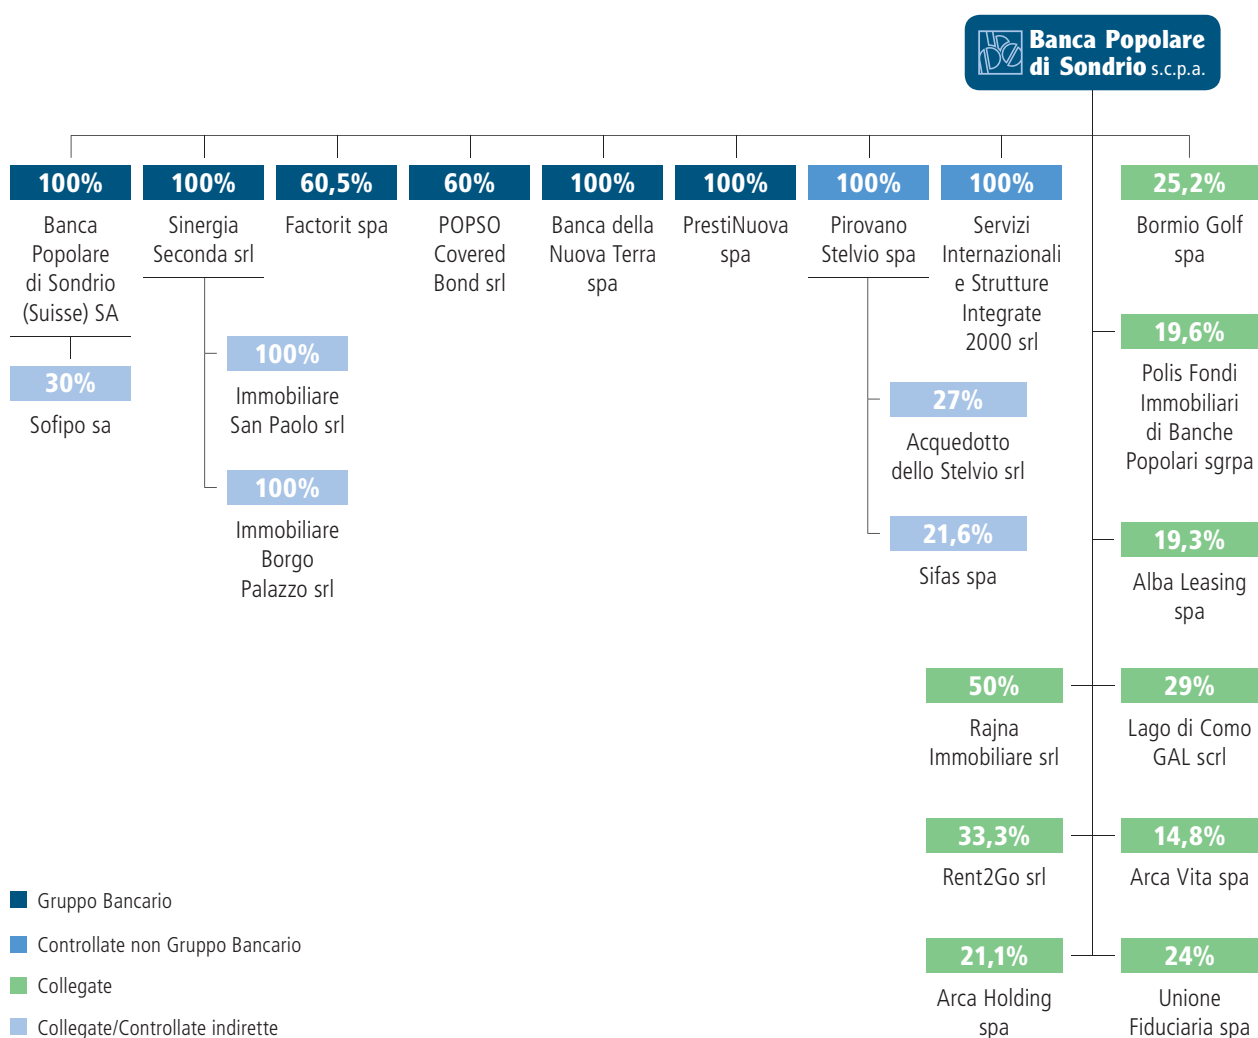 Banca Popolare
di Sondrio s.c.p.a.
100%
Banca
Popolare
di Sondrio
(Suisse) SA
30%
Sofipo sa
100%
Sinergia
Seconda srl
100%
Immobiliare
San Paolo srl
100%
Immobiliare
Borgo
Palazzo srl
60,5%
Factorit spa
60%
POPSO
Covered
Bond srl
100%
Banca della
Nuova Terra
spa
100%
PrestiNuova
spa
100%
Pirovano
Stelvio spa
27%
Acquedotto
dello Stelvio srl
21,6%
Sifas spa
100%
Servizi
Internazionali
e Strutture
Integrate
2000 srl
25,2%
Bormio Golf
spa
19,6%
Polis Fondi
Immobiliari
di Banche
Popolari sgrpa
19,3%
Alba Leasing
spa
50%
Rajna
Immobiliare srl
29%
Lago di Como
GAL scrl
33,3%
Rent2Go srl
14,8%
Arca Vita spa
21,1%
Arca Holding
spa
24%
Unione
Fiduciaria spa
Gruppo Bancario
Controllate non Gruppo Bancario
Collegate
Collegate/Controllate indirette